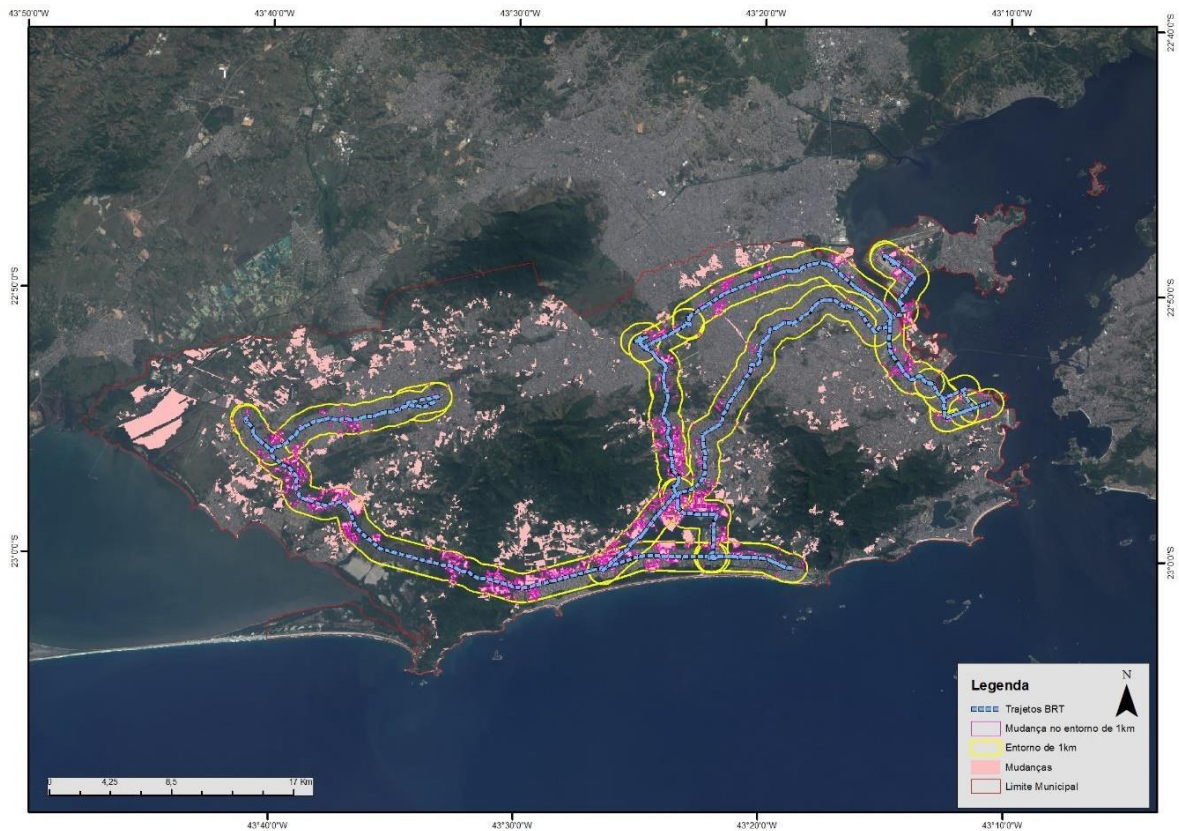 43°50'0"W 43°40'0"W 43°30'0"W 43°20'0"W 43°10'0"W
22°40'0"S
22°50'0"S 22°50'0"S
23°0'0"S 23°0'0"S
Legenda
N
Trajetos BRT
Mudança no entorno de 1km
Entorno de 1km
Mudanças
Limite Municipal
0 4,25 8,5 17 Km
43°40'0"W 43°30'0"W 43°20'0"W 43°10'0"W